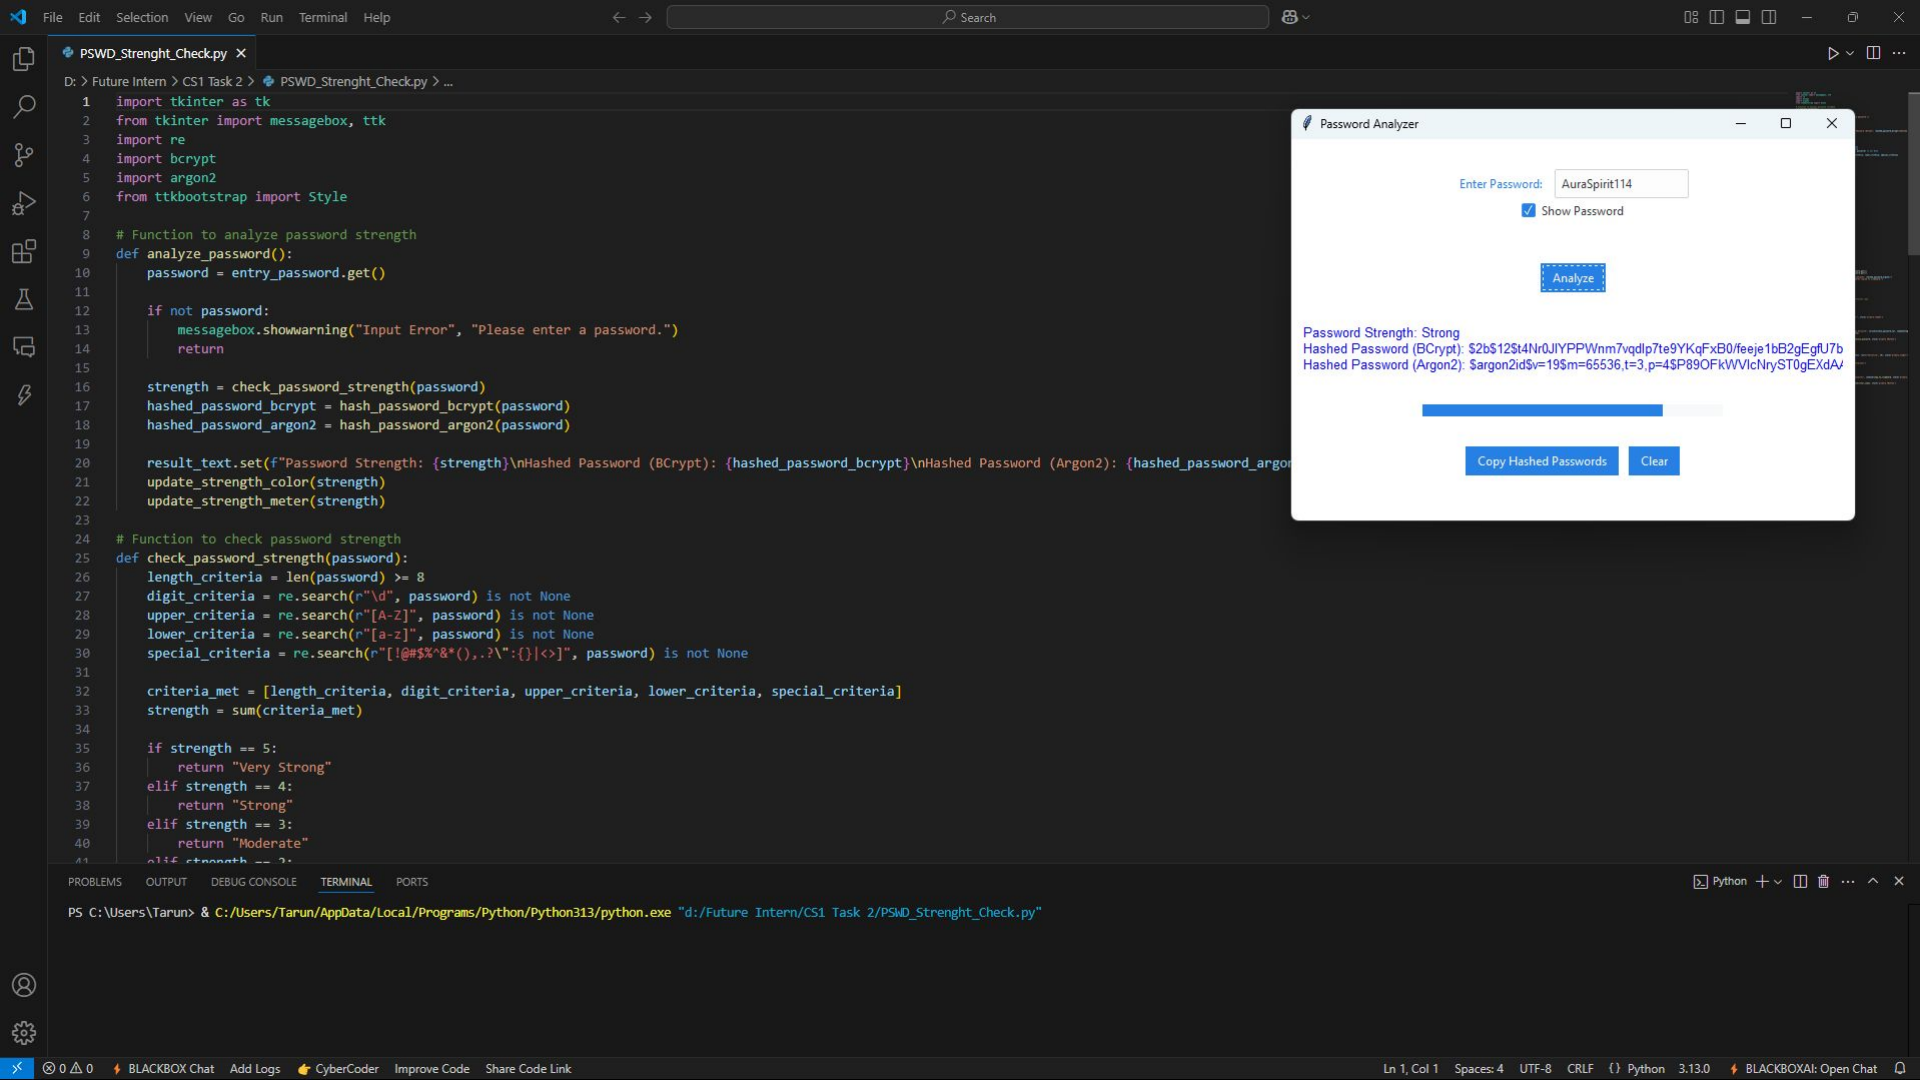 File Edit Selection View Go Run Terminal Help
Search
PSWD_Strenght_Check.py
D: > Future Intern > CS1 Task 2 > PSWD_Strenght_Check.py > ...
1 import tkinter as tk
2 from tkinter import messagebox, ttk
3 import re
4 import bcrypt
5 import argon2
6 from ttkbootstrap import Style
7
8 # Function to analyze password strength
9 def analyze_password():
10 password = entry_password.get()
11
12 if not password:
13 messagebox.showwarning("Input Error", "Please enter a password.")
14 return
15
16 strength = check_password_strength(password)
17 hashed_password_bcrypt = hash_password_bcrypt(password)
18 hashed_password_argon2 = hash_password_argon2(password)
19
20 result_text.set(f"Password Strength: {strength}\nHashed Password (BCrypt): {hashed_password_bcrypt}\nHashed Password (Argon2): {hashed_password_argon
21 update_strength_color(strength)
22 update_strength_meter(strength)
23
24 # Function to check password strength
25 def check_password_strength(password):
26 length_criteria = len(password) >= 8
27 digit_criteria = re.search(r"\d", password) is not None
28 upper_criteria = re.search(r"[A-Z]", password) is not None
29 lower_criteria = re.search(r"[a-z]", password) is not None
30 special_criteria = re.search(r"[!@#$%^&*(),.?\":{}|<>]", password) is not None
31
32 criteria_met = [length_criteria, digit_criteria, upper_criteria, lower_criteria, special_criteria]
33 strength = sum(criteria_met)
34
35 if strength == 5:
36 return "Very Strong"
37 elif strength == 4:
38 return "Strong"
39 elif strength == 3:
40 return "Moderate"
41 elif strength == 2:
Password Analyzer
Enter Password: AuraSpirit114
Show Password
Analyze
Password Strength: Strong
Hashed Password (BCrypt):
Hashed Password (Argon2): $argon2id$v=19$m=65536,t=3,
Copy Hashed Passwords Clear
PROBLEMS OUTPUT DEBUG CONSOLE TERMINAL PORTS
Python
PS C:\Users\Tarun> & C:/Users/Tarun/AppData/Local/Programs/Python/Python313/python.exe "d:/Future Intern/CS1 Task 2/PSWD_Strenght_Check.py"
0 0 BLACKBOX Chat Add Logs CyberCoder Improve Code Share Code Link
Ln 1, Col 1 Spaces: 4 UTF-8 CRLF {} Python 3.13.0 BLACKBOXAI: Open Chat